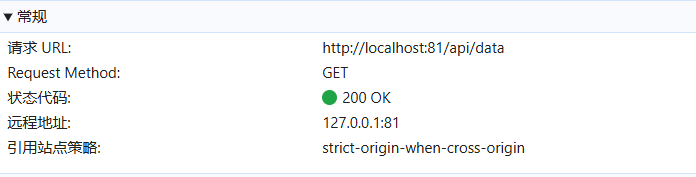 ▼ 常规
请求 URL: http://localhost:81/api/data
Request Method: GET
状态代码: 200 OK
远程地址: 127.0.0.1:81
引用站点策略: strict-origin-when-cross-origin